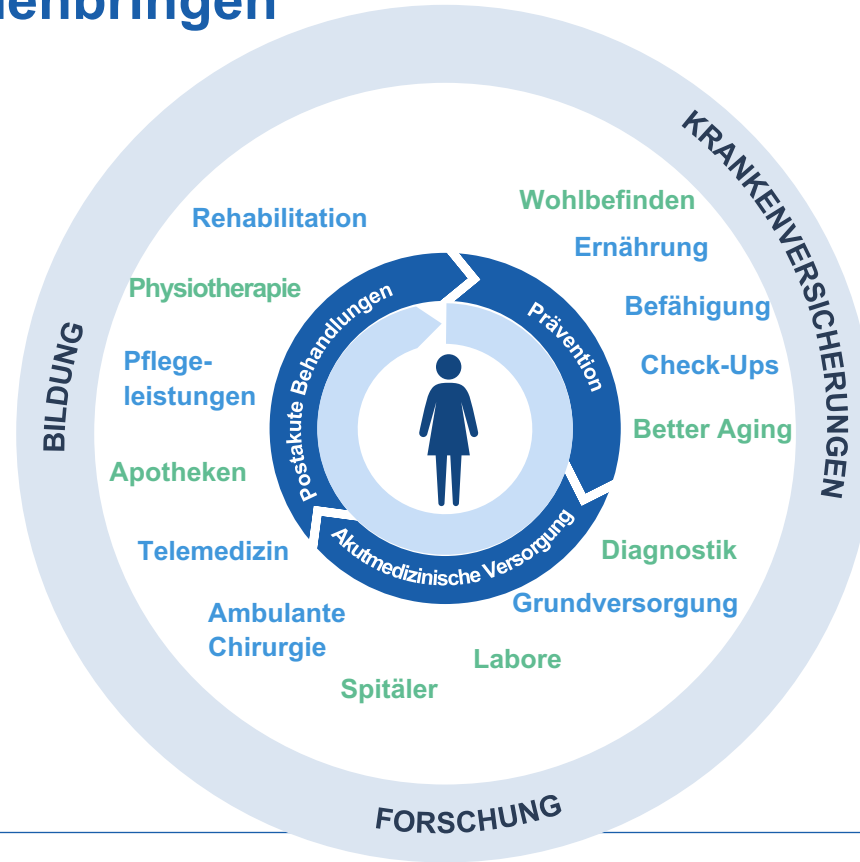 enbringen
KRANKENVERSICHERUNGEN
Wohlbefinden
Rehabilitation
Ernährung
Physiotherapie
Postakute Behandlungen
Prävention
Befähigung
BILDUNG
Pflege-
leistungen
Check-Ups
Better Aging
Apotheken
Akutmedizinische Versorgung
Telemedizin
Diagnostik
Ambulante
Chirurgie
Grundversorgung
Labore
Spitäler
FORSCHUNG